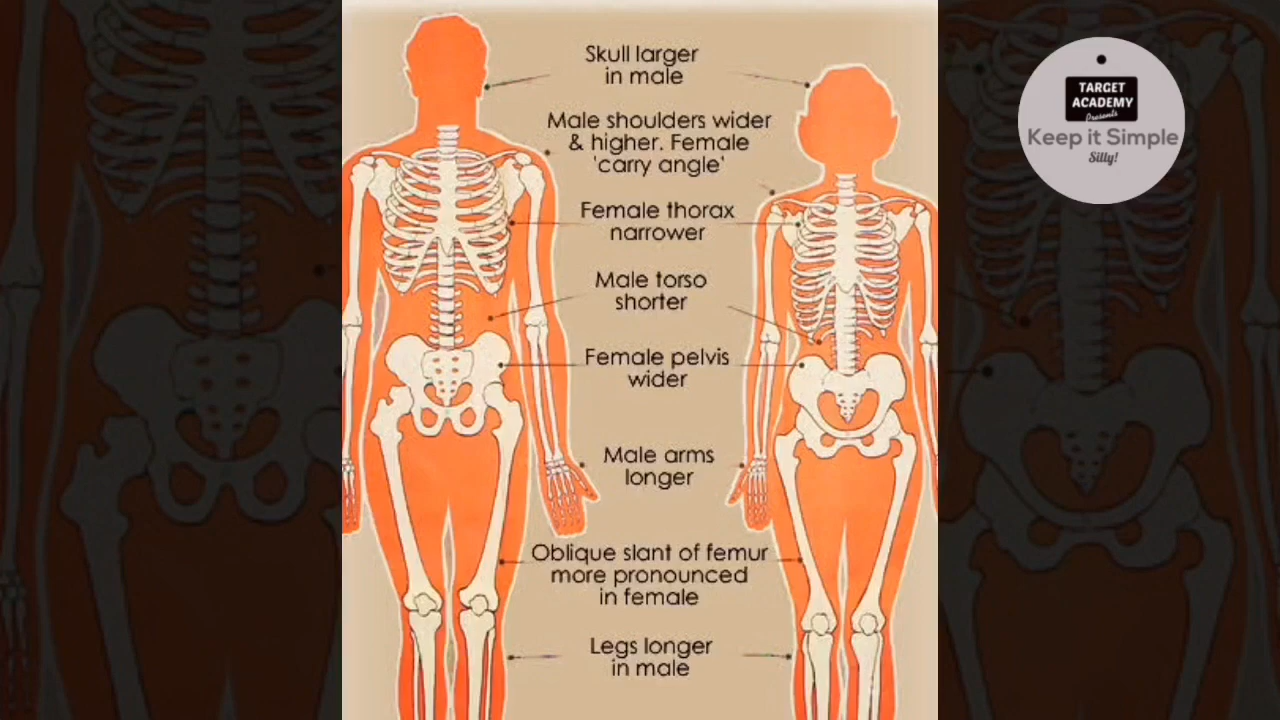 Skull larger
in male
Male shoulders wider
& higher. Female
'carry angle'
Female thorax
narrower
Male torso
shorter
Female pelvis
wider
Male arms
longer
Oblique slant of femur
more pronounced
in female
Legs longer
in male
TARGET
ACADEMY
Presents
Keep it Simple
Silly!